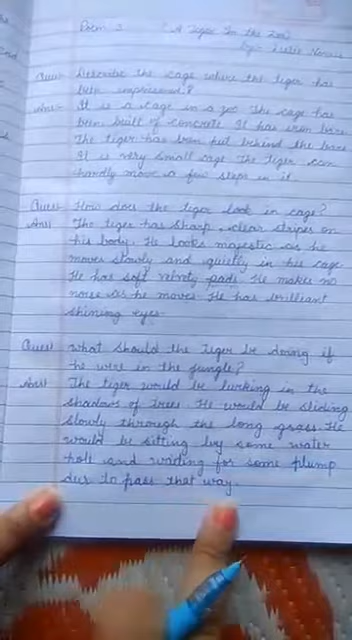 Poem 3 (A Tiger In the Zoo)
By:- Leslie Norris
Ques:- Describe the cage where the tiger has
been imprisoned?
Ans:- It is a cage in a zoo. The cage has
been built of concrete. It has iron bars.
The tiger has been put behind the bars
It is very small cage. The tiger can
hardly move a few steps in it.
Ques:- How does the tiger look in cage?
Ans) The tiger has sharp, clear stripes on
his body. He looks majestic as he
moves slowly and quietly in his cage.
He has soft velvety pads. He makes no
noise as he moves. He has brilliant
shining eyes.
Ques) What should the tiger be doing if
he were in the jungle?
Ans) The tiger would be lurking in the
shadows of trees. He would be sliding
slowly through the long grass. He
would be sitting by some water
hole and waiting for some plump
deer to pass that way.